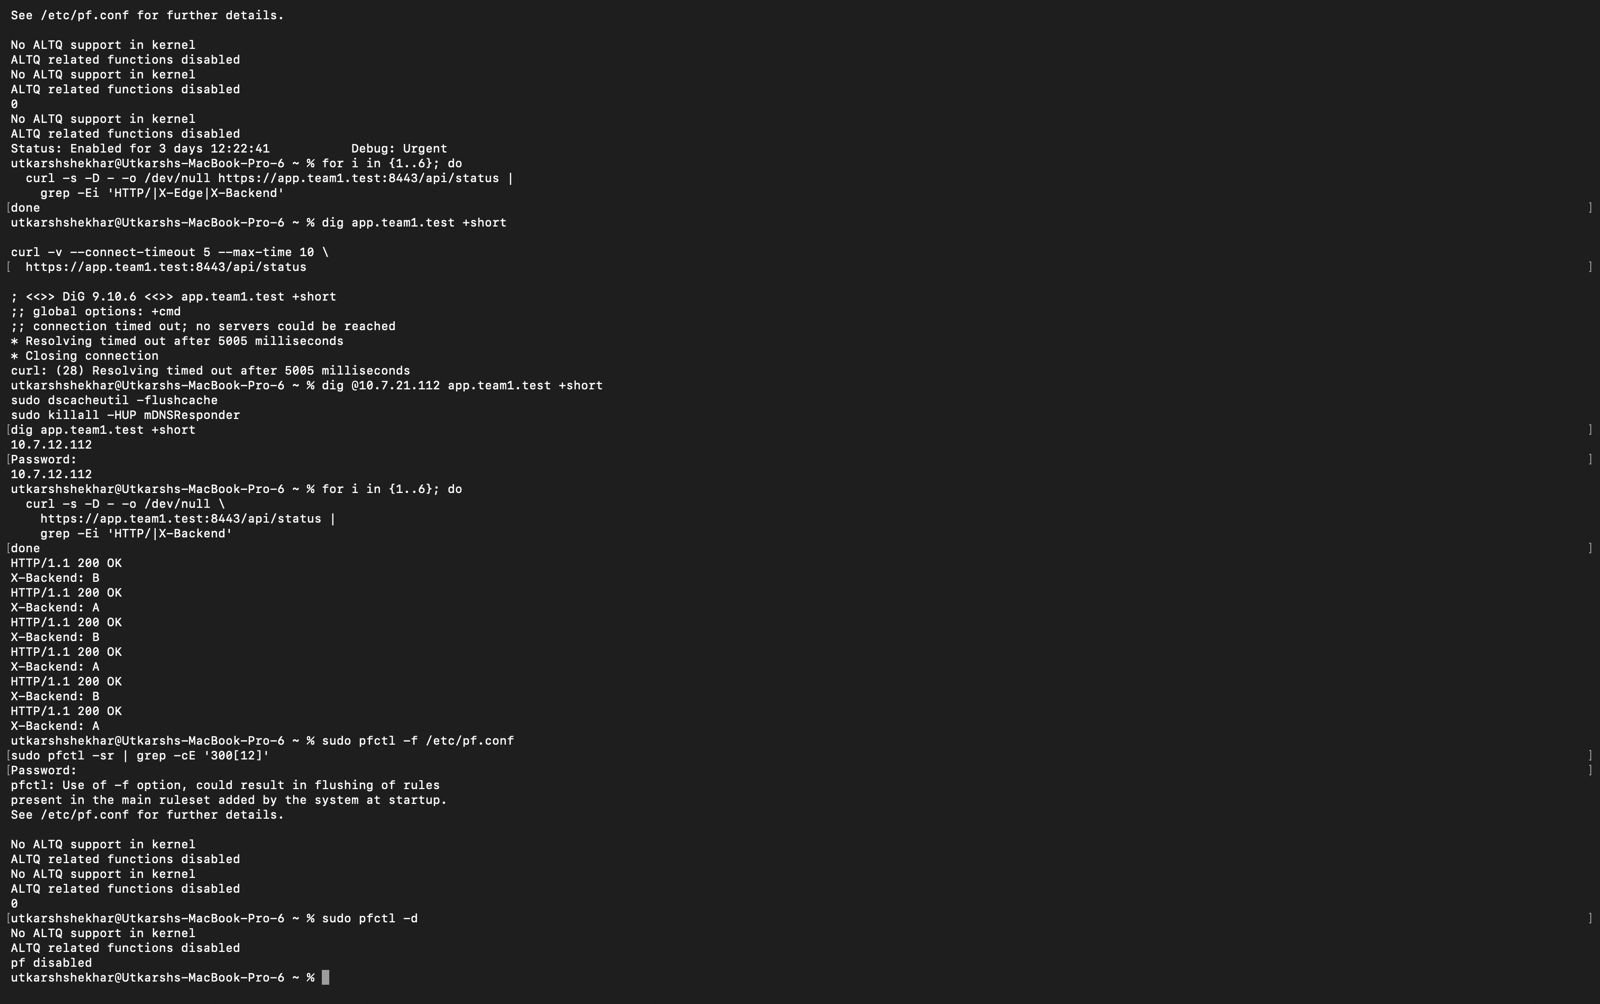 See /etc/pf.conf for further details.
No ALTQ support in kernel
ALTQ related functions disabled
No ALTQ support in kernel
ALTQ related functions disabled
0
No ALTQ support in kernel
ALTQ related functions disabled
Status: Enabled for 3 days 12:22:41           Debug: Urgent
utkarshshekhar@Utkarshs-MacBook-Pro-6 ~ % for i in {1..6}; do
  curl -s -D - -o /dev/null https://app.team1.test:8443/api/status |
    grep -Ei 'HTTP/|X-Edge|X-Backend'
[done ]
utkarshshekhar@Utkarshs-MacBook-Pro-6 ~ % dig app.team1.test +short
curl -v --connect-timeout 5 --max-time 10 \
[  https://app.team1.test:8443/api/status ]
; <<>> DiG 9.10.6 <<>> app.team1.test +short
;; global options: +cmd
;; connection timed out; no servers could be reached
* Resolving timed out after 5005 milliseconds
* Closing connection
curl: (28) Resolving timed out after 5005 milliseconds
utkarshshekhar@Utkarshs-MacBook-Pro-6 ~ % dig @10.7.21.112 app.team1.test +short
sudo dscacheutil -flushcache
sudo killall -HUP mDNSResponder
[dig app.team1.test +short ]
10.7.12.112
[Password: ]
10.7.12.112
utkarshshekhar@Utkarshs-MacBook-Pro-6 ~ % for i in {1..6}; do
  curl -s -D - -o /dev/null \
    https://app.team1.test:8443/api/status |
    grep -Ei 'HTTP/|X-Backend'
[done ]
HTTP/1.1 200 OK
X-Backend: B
HTTP/1.1 200 OK
X-Backend: A
HTTP/1.1 200 OK
X-Backend: B
HTTP/1.1 200 OK
X-Backend: A
HTTP/1.1 200 OK
X-Backend: B
HTTP/1.1 200 OK
X-Backend: A
utkarshshekhar@Utkarshs-MacBook-Pro-6 ~ % sudo pfctl -f /etc/pf.conf
[sudo pfctl -sr | grep -cE '300[12]' ]
[Password: ]
pfctl: Use of -f option, could result in flushing of rules
present in the main ruleset added by the system at startup.
See /etc/pf.conf for further details.
No ALTQ support in kernel
ALTQ related functions disabled
No ALTQ support in kernel
ALTQ related functions disabled
0
[utkarshshekhar@Utkarshs-MacBook-Pro-6 ~ % sudo pfctl -d ]
No ALTQ support in kernel
ALTQ related functions disabled
pf disabled
utkarshshekhar@Utkarshs-MacBook-Pro-6 ~ %